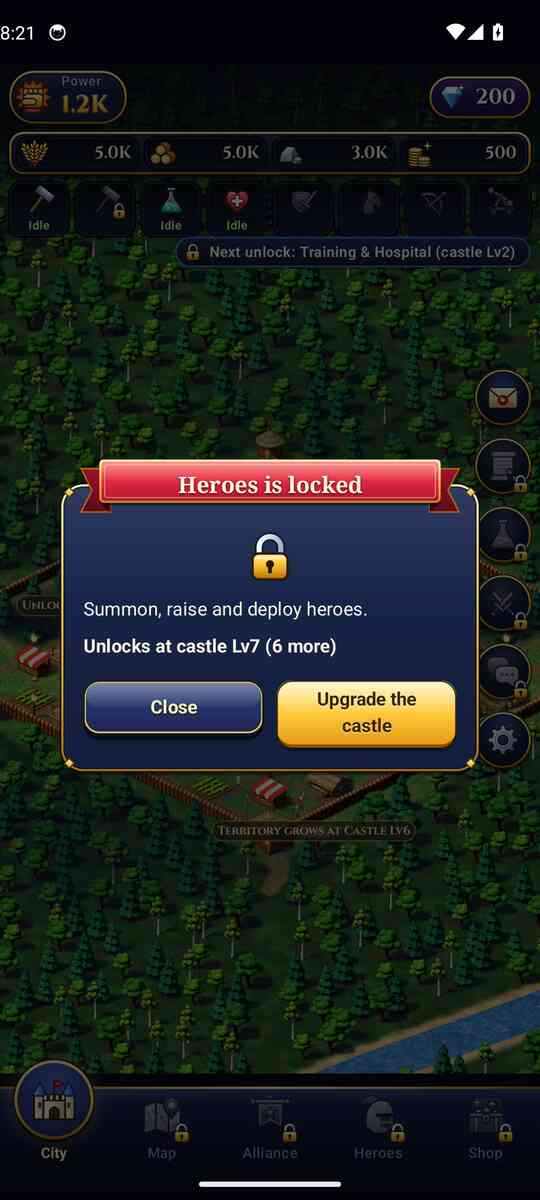 8:21
Power
1.2K
200
5.0K
5.0K
3.0K
500
Idle
Idle
Idle
Next unlock: Training & Hospital (castle Lv2)
Heroes is locked
Summon, raise and deploy heroes.
Unlocks at castle Lv7 (6 more)
Close
Upgrade the
castle
TERRITORY GROWS AT CASTLE LV6
City
Map
Alliance
Heroes
Shop